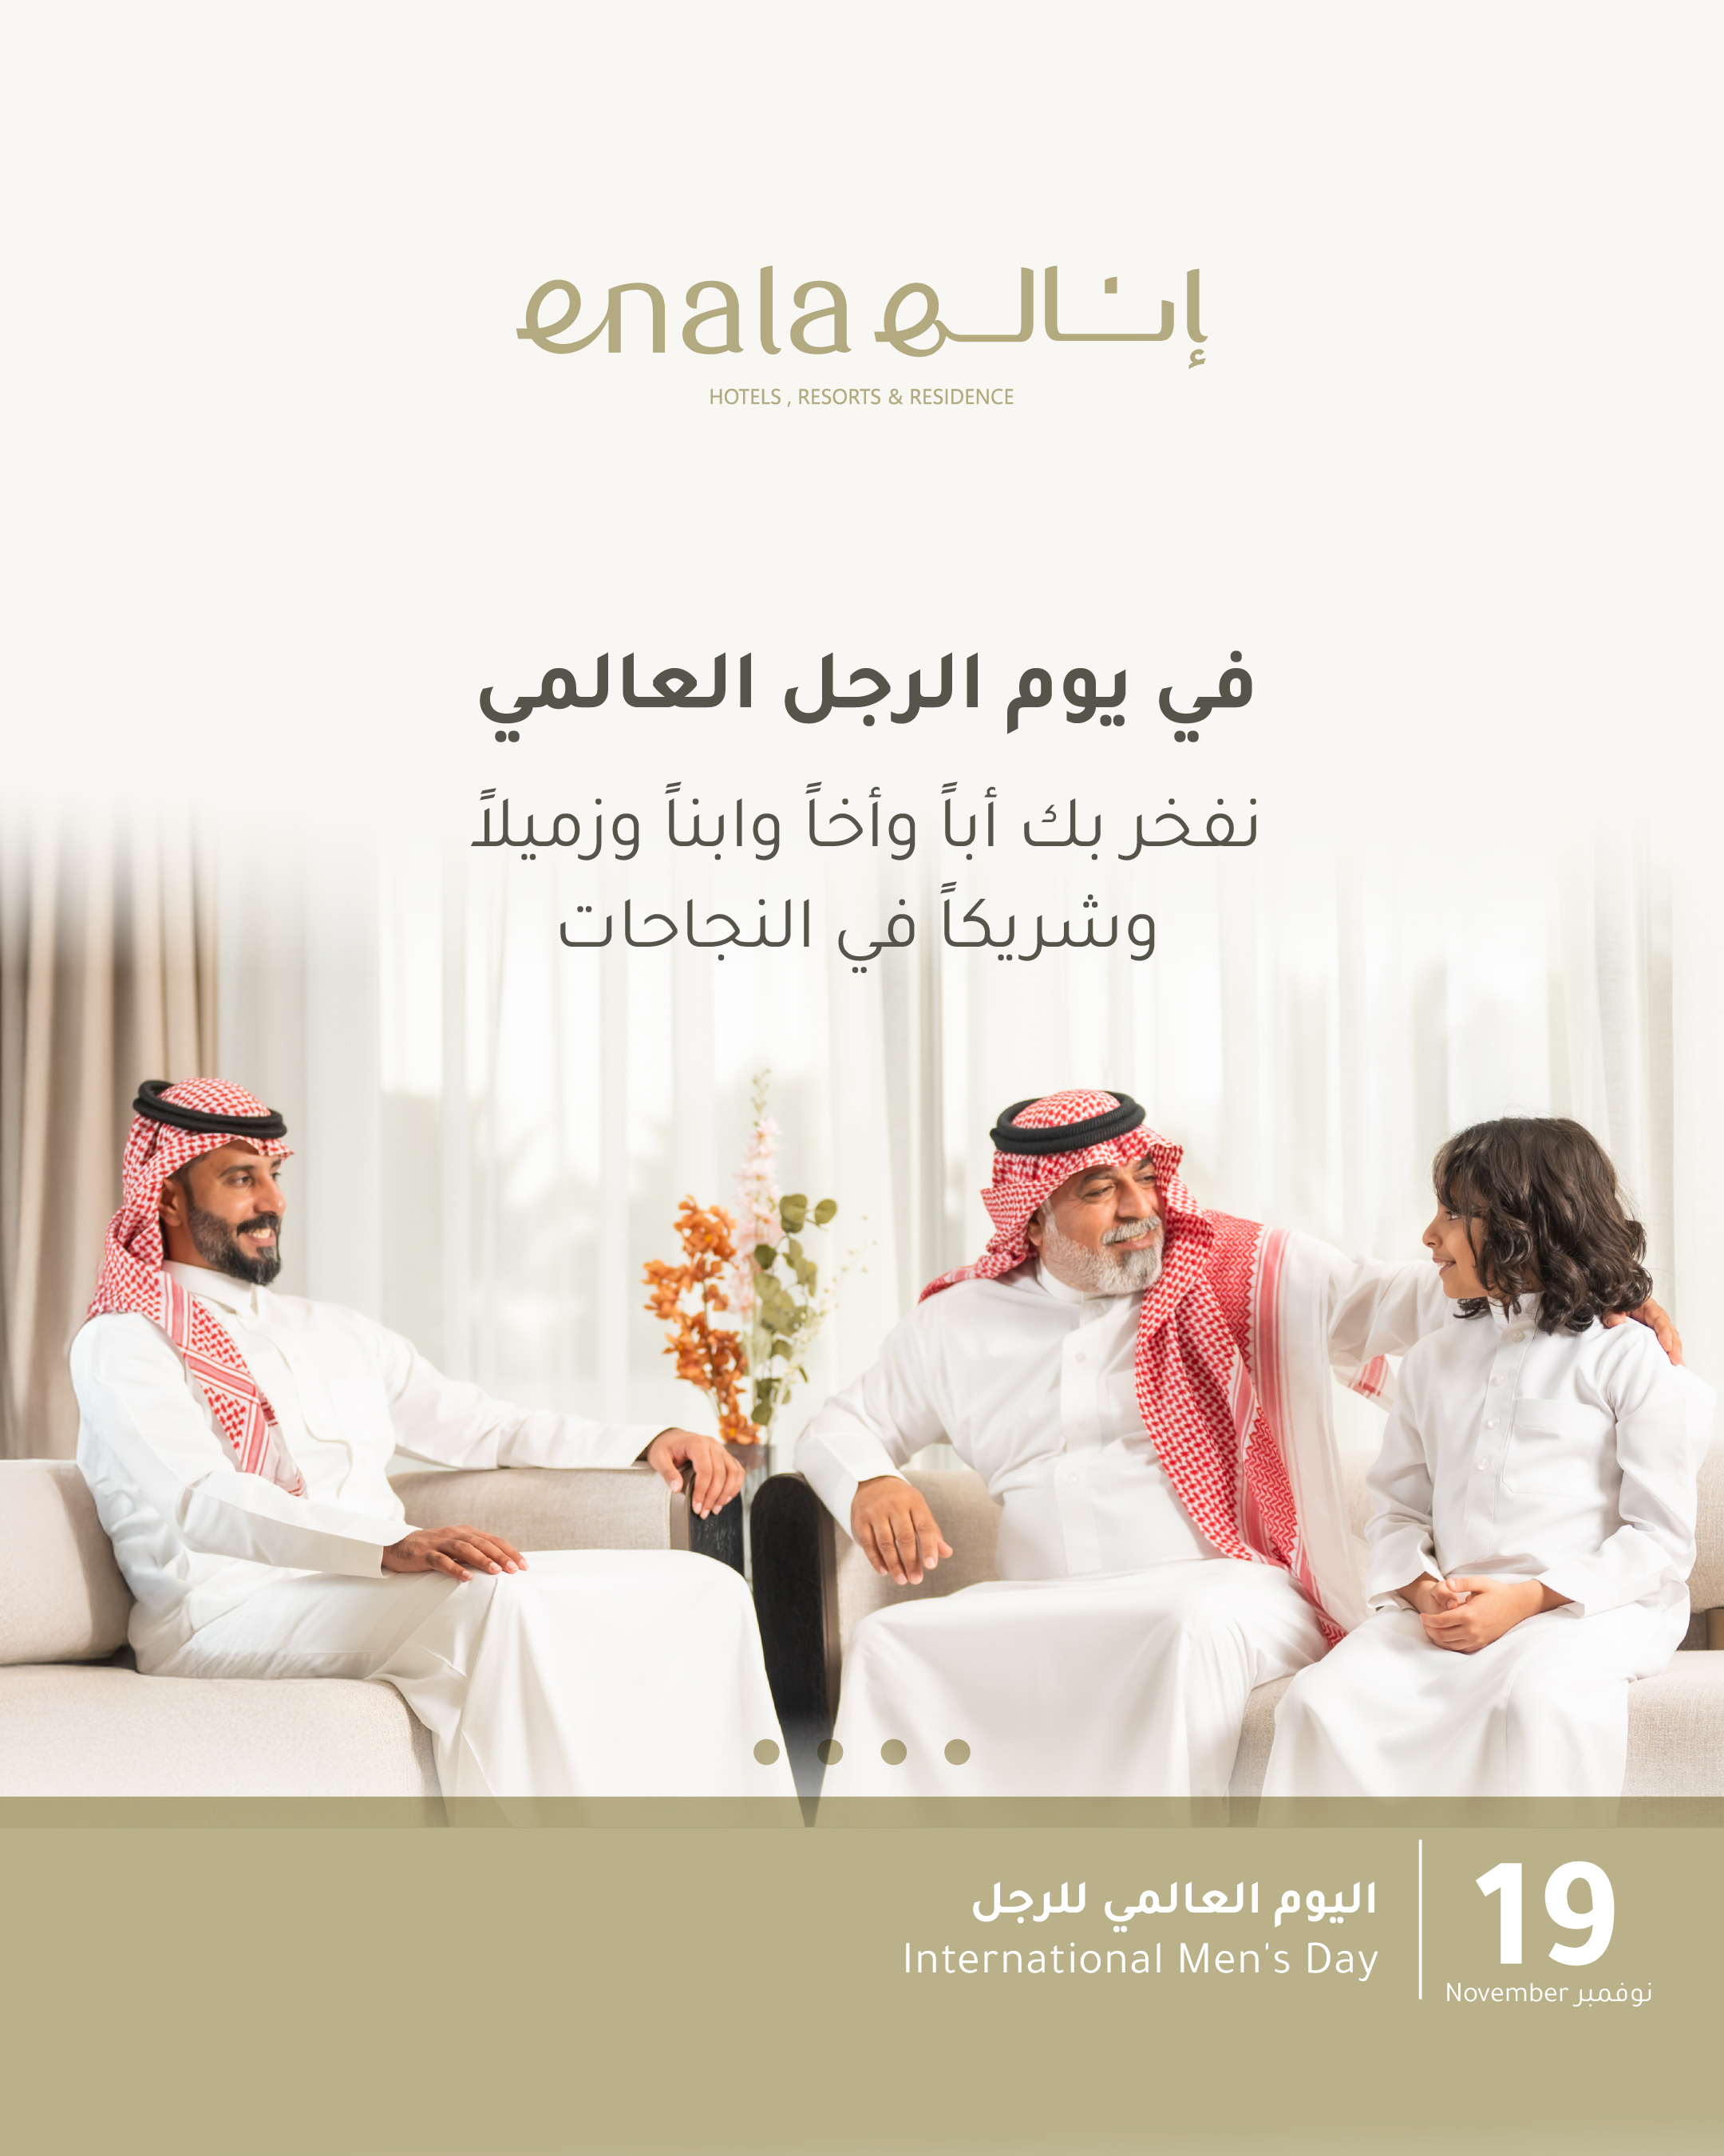 enala إناله
HOTELS , RESORTS & RESIDENCE
في يوم الرجل العالمي
نفخر بك أباً وأخاً وابناً وزميلاً
وشريكاً في النجاحات
19
نوفمبر November
اليوم العالمي للرجل
International Men's Day